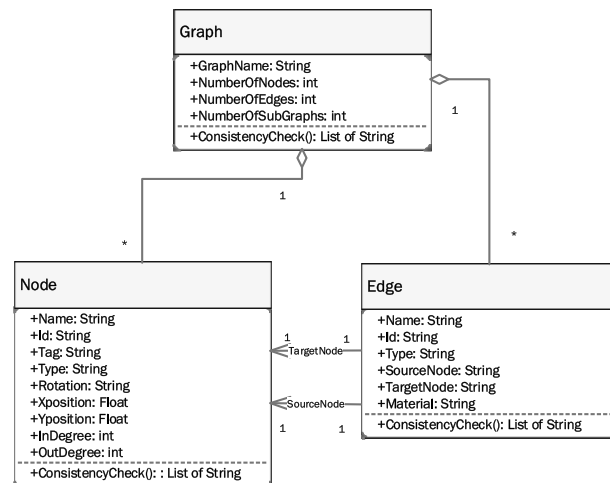 Graph
+GraphName: String
+NumberOfNodes: int
+NumberOfEdges: int
+NumberOfSubGraphs: int
+ConsistencyCheck(): List of String
1
1
*
*
Node
+Name: String
+Id: String
+Tag: String
+Type: String
+Rotation: String
+Xposition: Float
+Yposition: Float
+InDegree: int
+OutDegree: int
+ConsistencyCheck(): : List of String
1
1
TargetNode
SourceNode
1
1
Edge
+Name: String
+Id: String
+Type: String
+SourceNode: String
+TargetNode: String
+Material: String
+ConsistencyCheck(): List of String